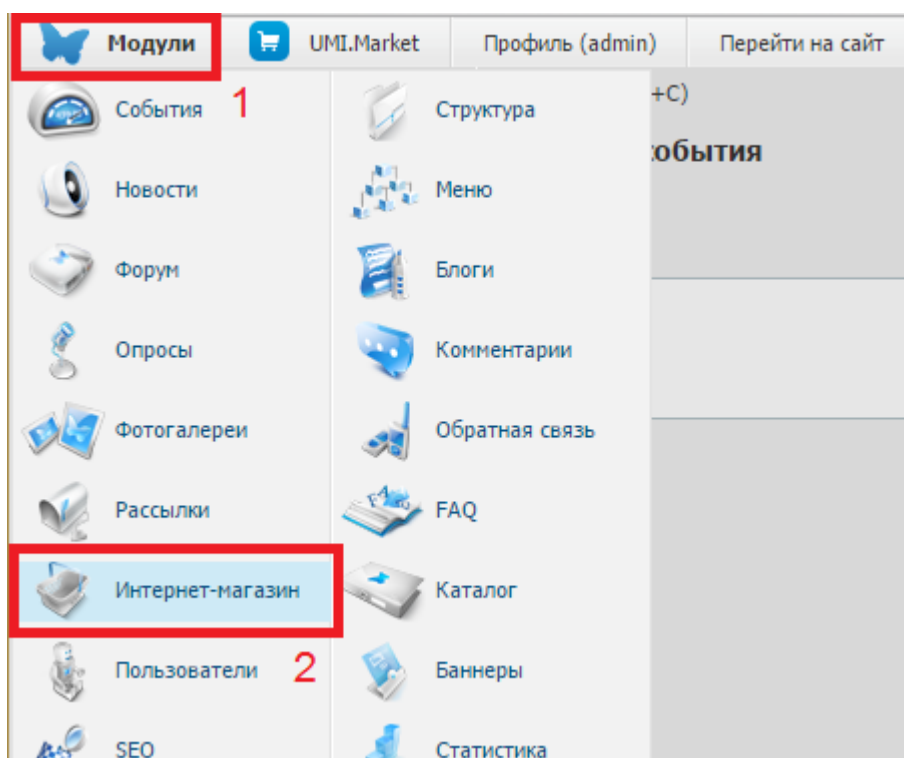 Модули UMI.Market Профиль (admin) Перейти на сайт
События 1 Структура +C)
события
Новости Меню
Форум Блоги
Опросы Комментарии
Фотогалереи Обратная связь
Рассылки FAQ
Интернет-магазин Каталог
Пользователи 2 Баннеры
SEO Статистика